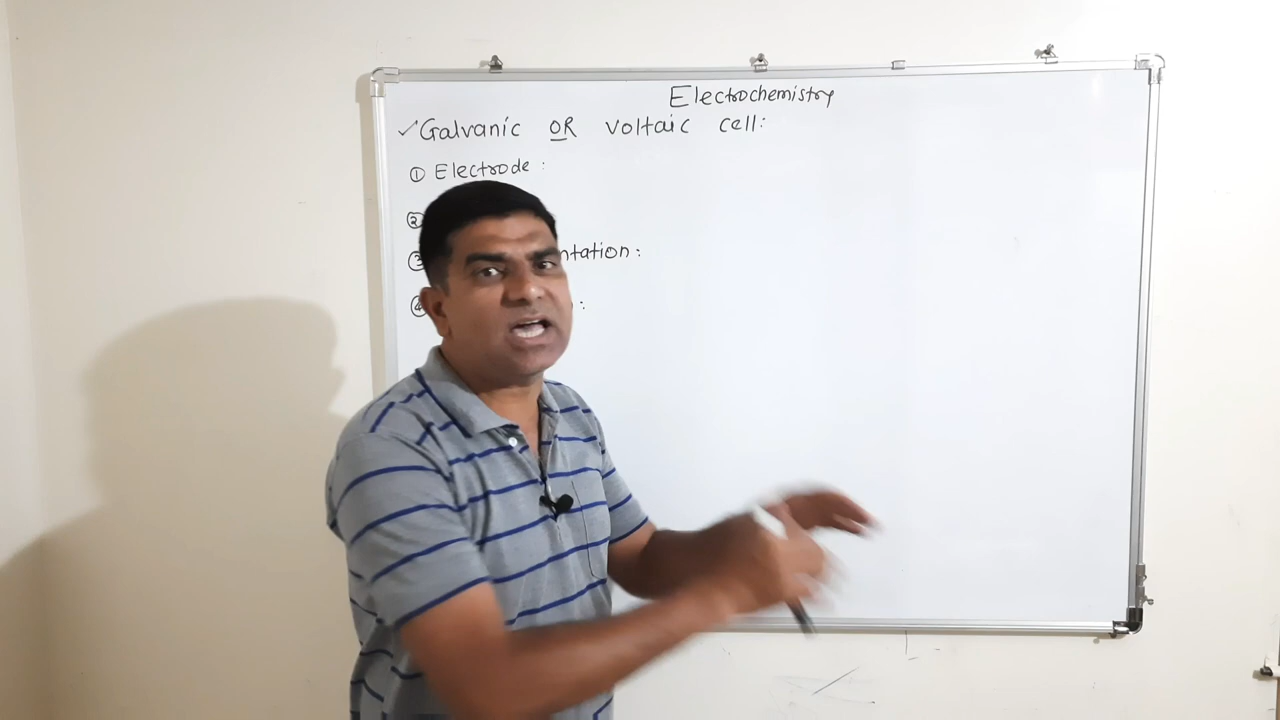 Electrochemistry
✓Galvanic OR Voltaic cell:
① Electrode :
②
③ ntation :
④ :